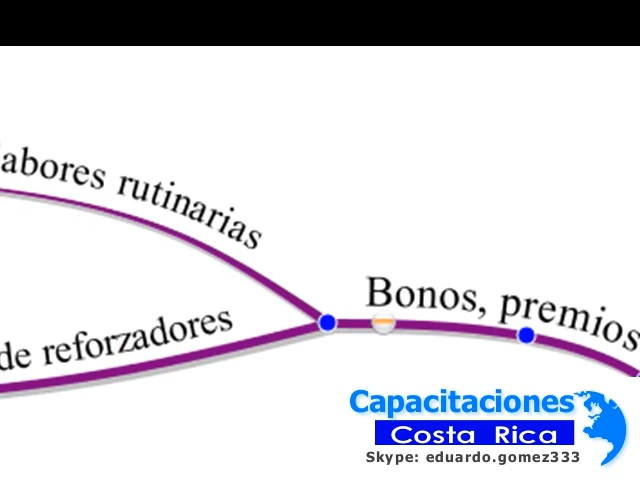 labores rutinarias
de reforzadores
Bonos, premios
Capacitaciones
Costa Rica
Skype: eduardo.gomez333